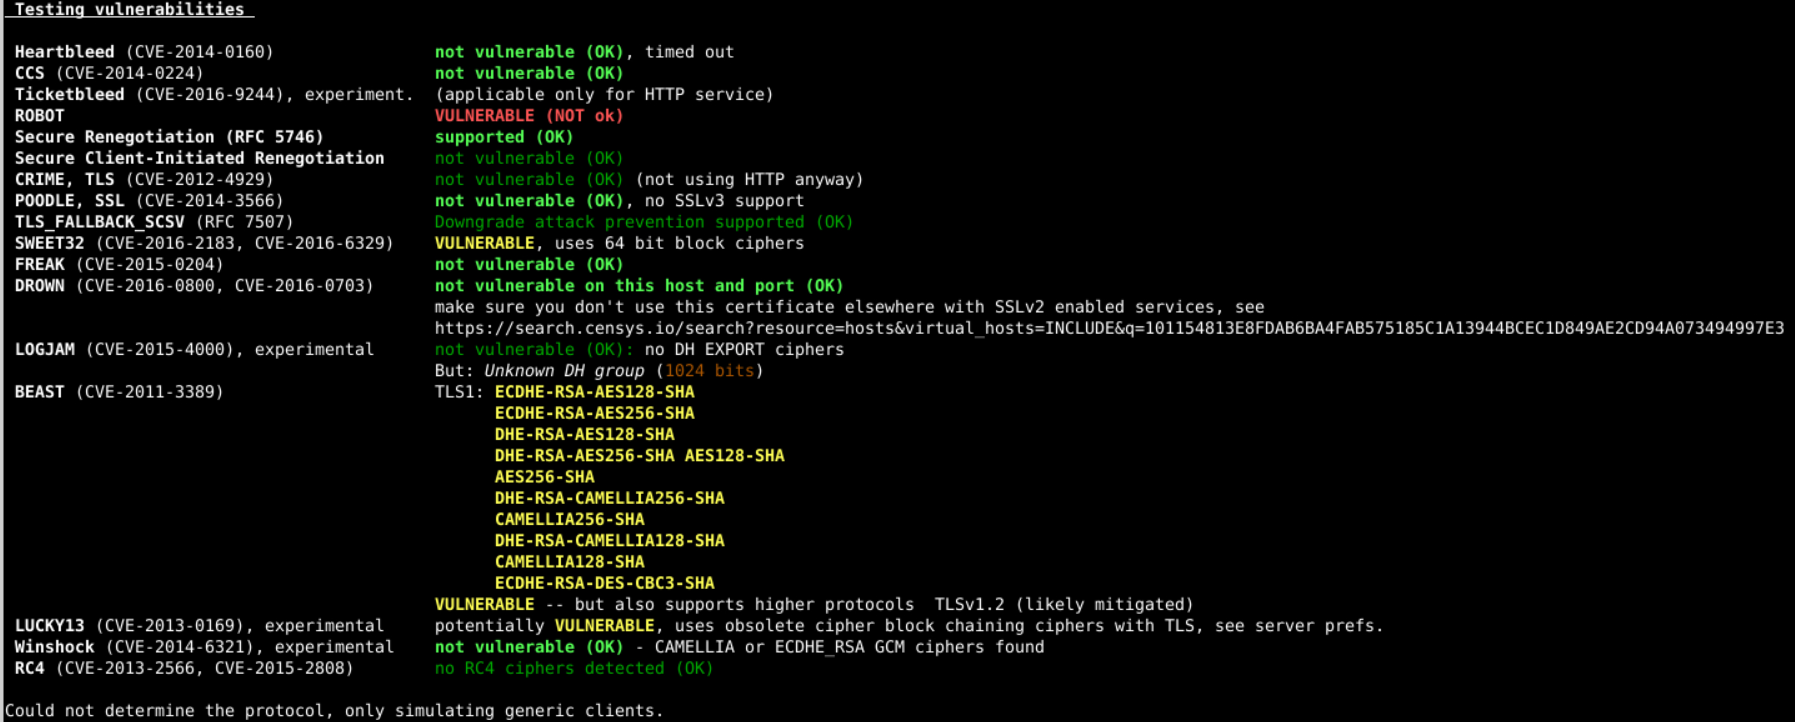 Testing vulnerabilities
Heartbleed (CVE-2014-0160) not vulnerable (OK), timed out
CCS (CVE-2014-0224) not vulnerable (OK)
Ticketbleed (CVE-2016-9244), experiment. (applicable only for HTTP service)
ROBOT VULNERABLE (NOT ok)
Secure Renegotiation (RFC 5746) supported (OK)
Secure Client-Initiated Renegotiation not vulnerable (OK)
CRIME, TLS (CVE-2012-4929) not vulnerable (OK) (not using HTTP anyway)
POODLE, SSL (CVE-2014-3566) not vulnerable (OK), no SSLv3 support
TLS_FALLBACK_SCSV (RFC 7507) Downgrade attack prevention supported (OK)
SWEET32 (CVE-2016-2183, CVE-2016-6329) VULNERABLE, uses 64 bit block ciphers
FREAK (CVE-2015-0204) not vulnerable (OK)
DROWN (CVE-2016-0800, CVE-2016-0703) not vulnerable on this host and port (OK)
make sure you don't use this certificate elsewhere with SSLv2 enabled services, see
https://search.censys.io/search?resource=hosts&virtual_hosts=INCLUDE&q=101154813E8FDAB6BA4FAB575185C1A13944BCEC1D849AE2CD94A073494997E3
LOGJAM (CVE-2015-4000), experimental not vulnerable (OK): no DH EXPORT ciphers
But: Unknown DH group (1024 bits)
BEAST (CVE-2011-3389) TLS1: ECDHE-RSA-AES128-SHA
ECDHE-RSA-AES256-SHA
DHE-RSA-AES128-SHA
DHE-RSA-AES256-SHA AES128-SHA
AES256-SHA
DHE-RSA-CAMELLIA256-SHA
CAMELLIA256-SHA
DHE-RSA-CAMELLIA128-SHA
CAMELLIA128-SHA
ECDHE-RSA-DES-CBC3-SHA
VULNERABLE -- but also supports higher protocols TLSv1.2 (likely mitigated)
LUCKY13 (CVE-2013-0169), experimental potentially VULNERABLE, uses obsolete cipher block chaining ciphers with TLS, see server prefs.
Winshock (CVE-2014-6321), experimental not vulnerable (OK) - CAMELLIA or ECDHE_RSA GCM ciphers found
RC4 (CVE-2013-2566, CVE-2015-2808) no RC4 ciphers detected (OK)
Could not determine the protocol, only simulating generic clients.